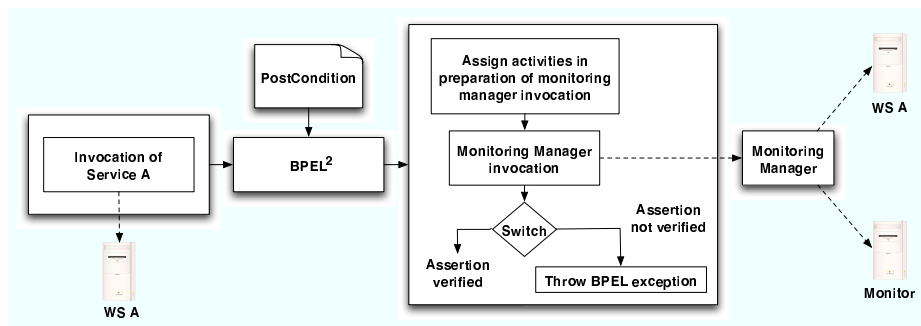 PostCondition
Assign activities in
preparation of monitoring
manager invocation
WS A
Invocation of
Service A
BPEL²
Monitoring Manager
invocation
Monitoring
Manager
Switch
Assertion
not verified
Assertion
verified
Throw BPEL exception
WS A
Monitor